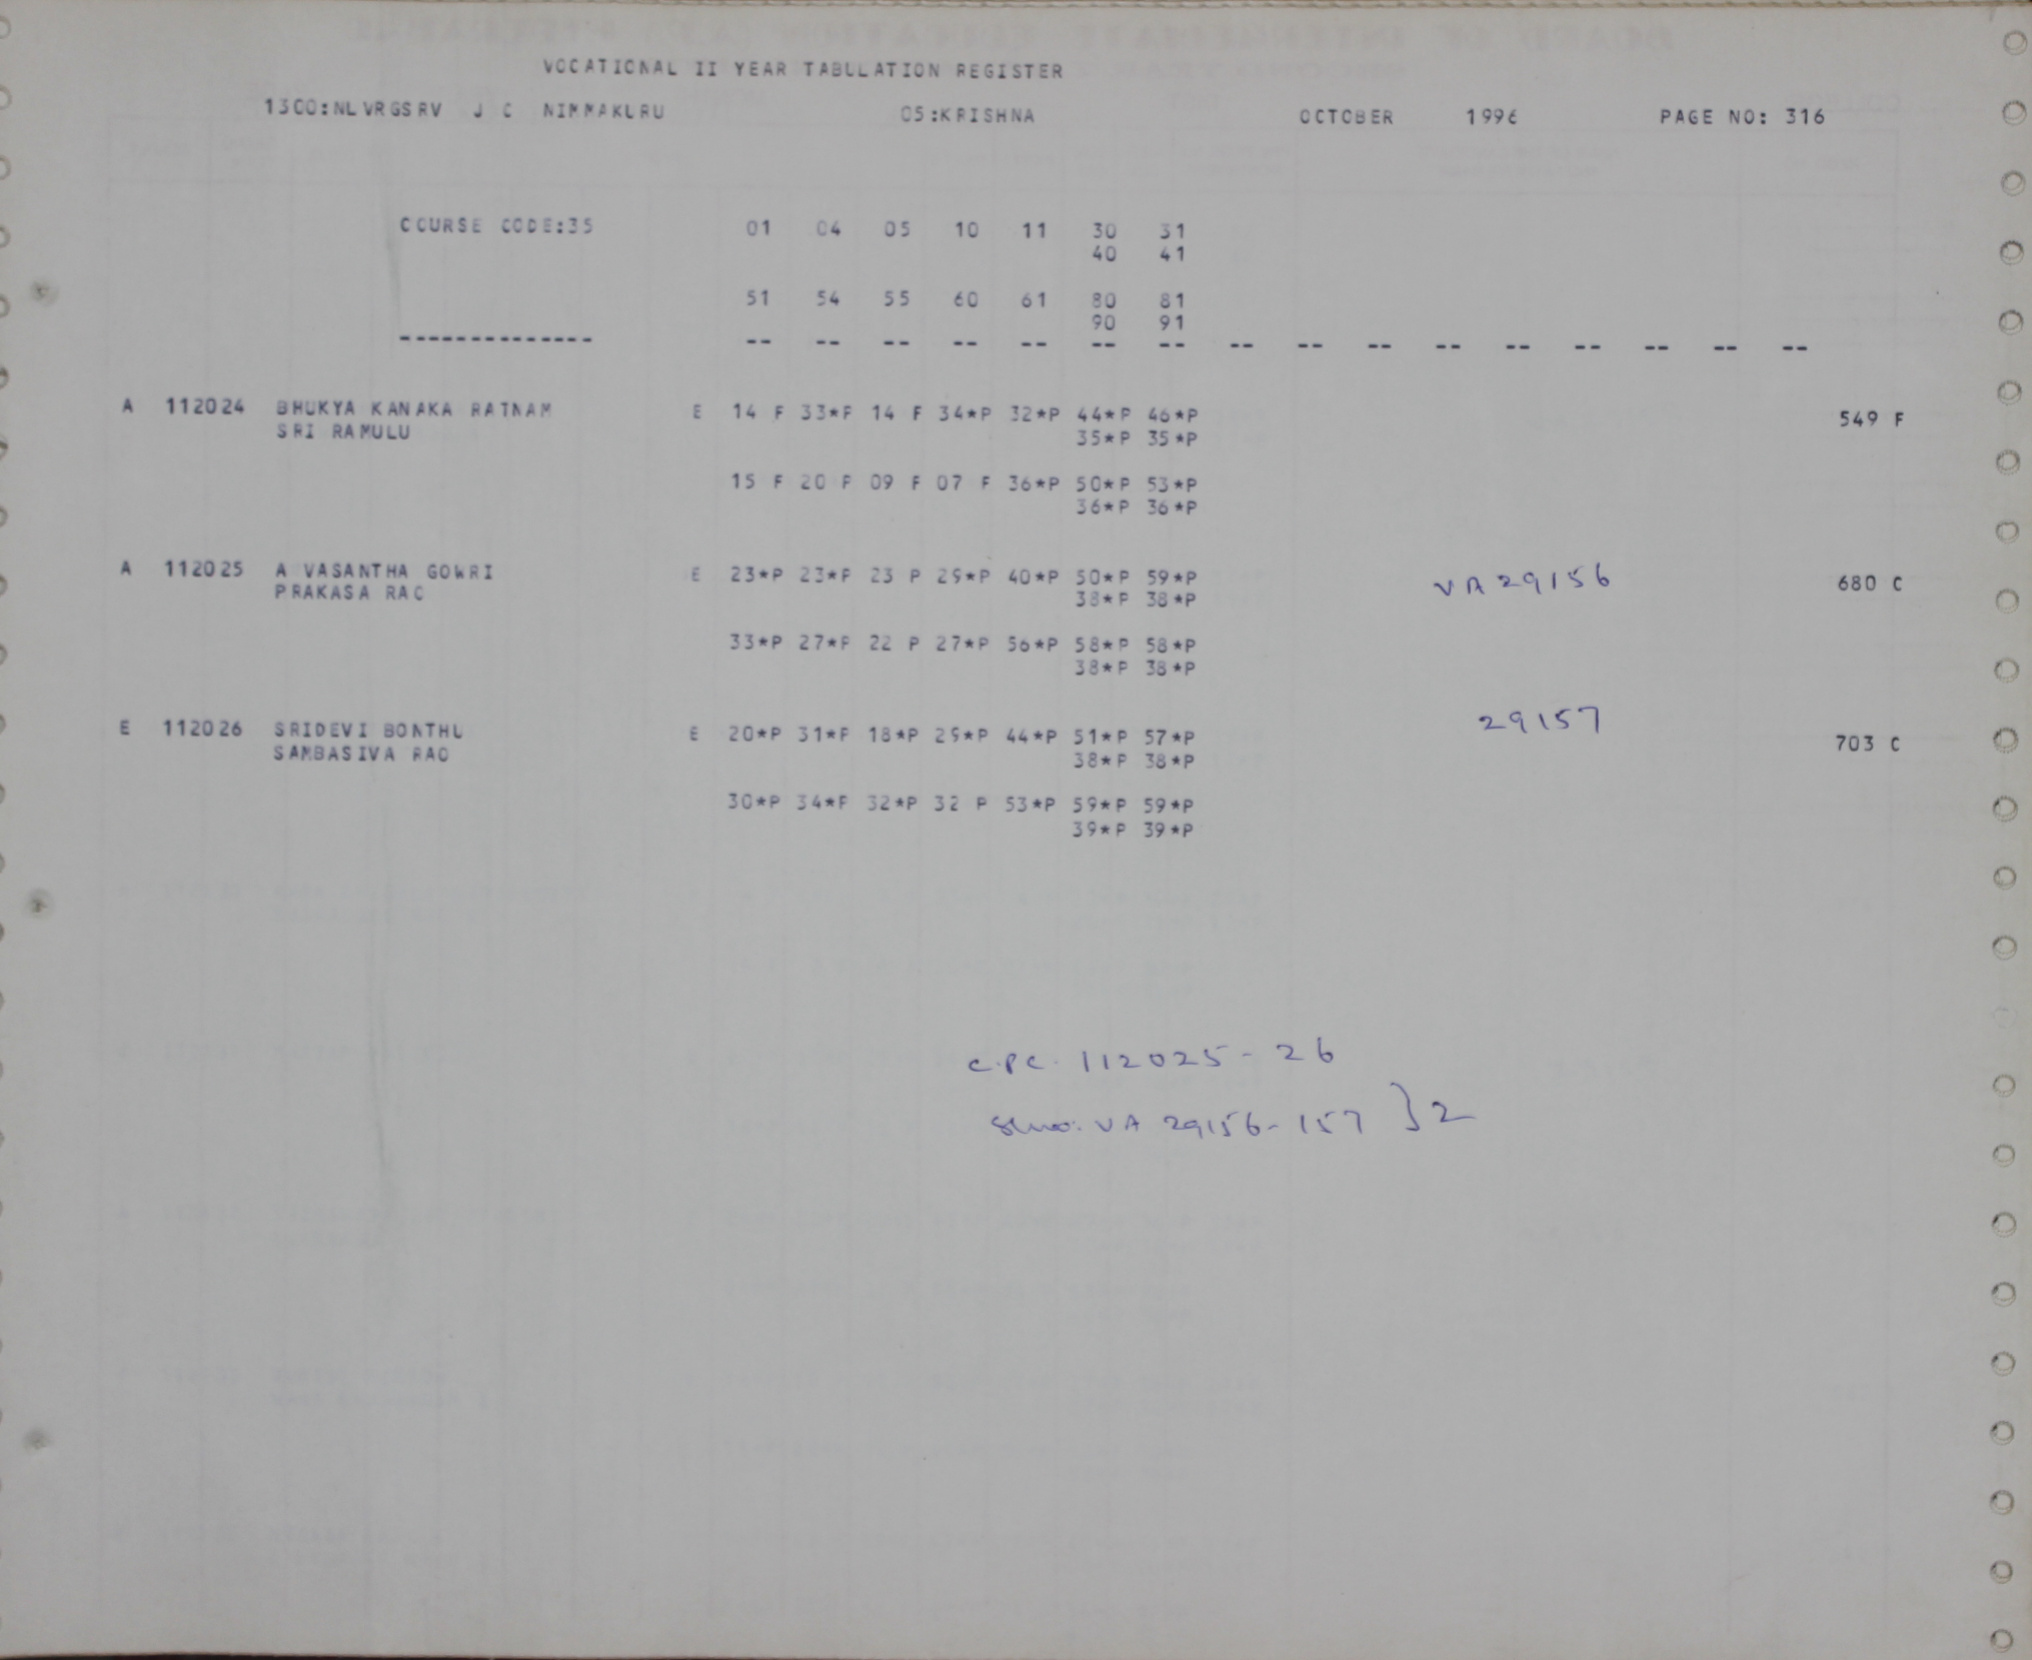 VOCATIONAL II YEAR TABULATION REGISTER
1300:NLVRGSRV J C NIMMAKURU 05:KRISHNA OCTOBER 1996 PAGE NO: 316
COURSE CODE:35 01 04 05 10 11 30 31
40 41
51 54 55 60 61 80 81
90 91
-------------- -- -- -- -- -- -- -- -- -- -- -- -- -- -- -- --
A 112024 BHUKYA KANAKA RATNAM E 14 F 33*P 14 F 34*P 32*P 44*P 46*P 549 F
SRI RAMULU 35*P 35*P
15 F 20 P 09 F 07 F 36*P 50*P 53*P
36*P 36*P
A 112025 A VASANTHA GOWRI E 23*P 23*P 23 P 29*P 40*P 50*P 59*P VA 29156 680 C
PRAKASA RAO 38*P 38*P
33*P 27*P 22 P 27*P 56*P 58*P 58*P
38*P 38*P
E 112026 SRIDEVI BONTHU E 20*P 31*P 18*P 29*P 44*P 51*P 57*P 29157 703 C
SAMBASIVA RAO 38*P 38*P
30*P 34*P 32*P 32 P 53*P 59*P 59*P
39*P 39*P
C.P.C. 112025-26
Slno: VA 29156-157 } 2